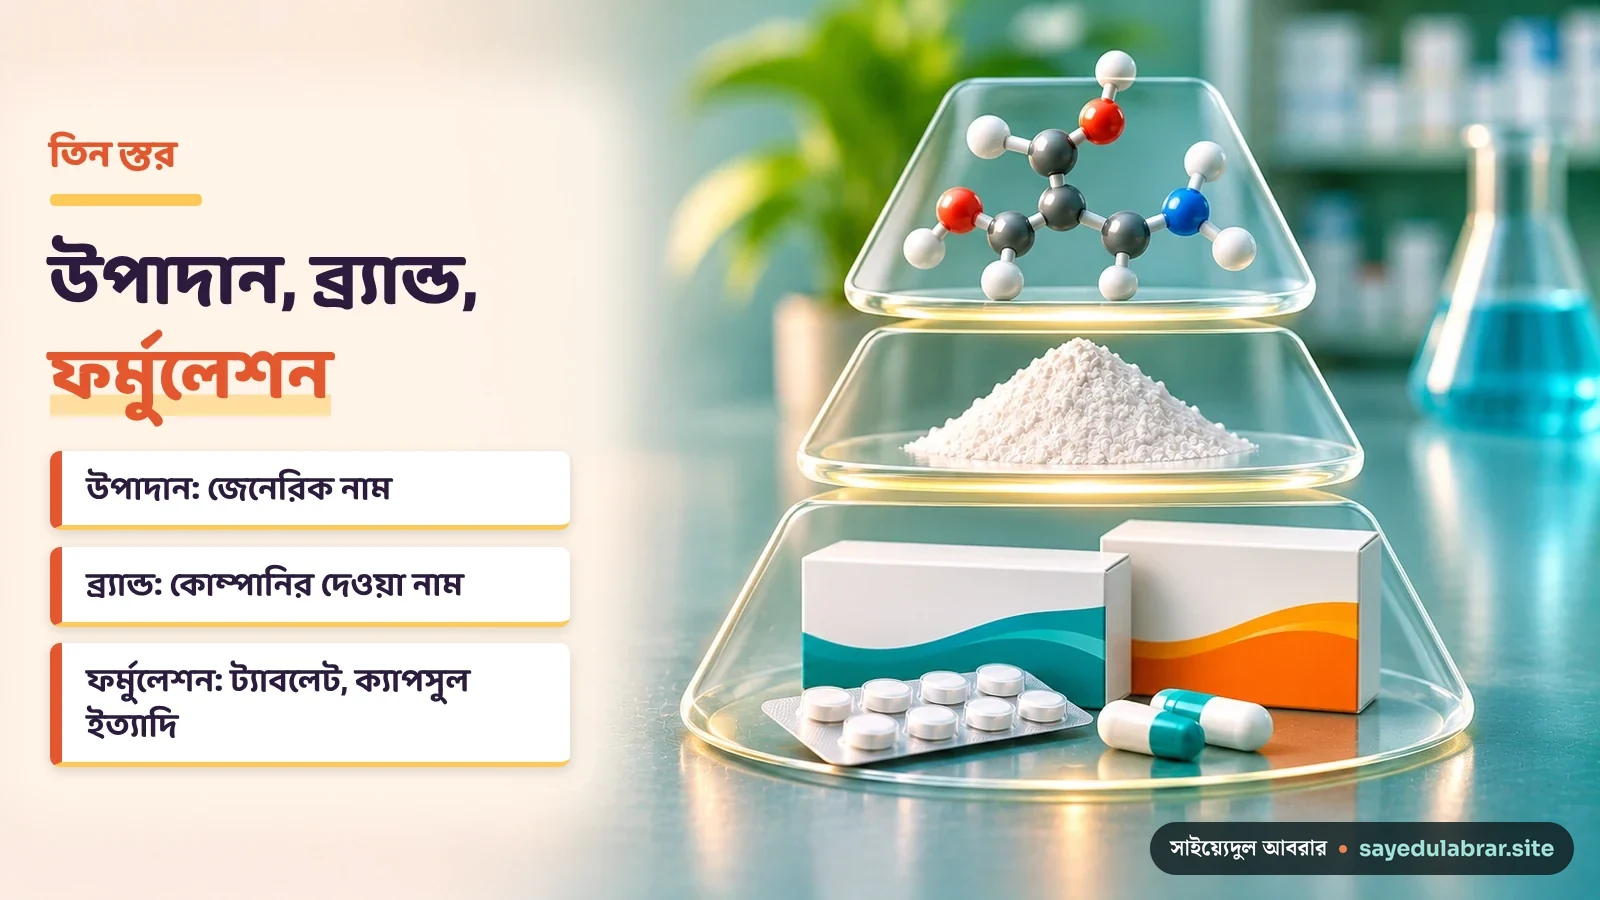 তিন স্তর
উপাদান, ব্র্যান্ড,
ফর্মুলেশন
উপাদান: জেনেরিক নাম
ব্র্যান্ড: কোম্পানির দেওয়া নাম
ফর্মুলেশন: ট্যাবলেট, ক্যাপসুল
ইত্যাদি
সাইয়্যেদুল আবরার • sayedulabrar.site